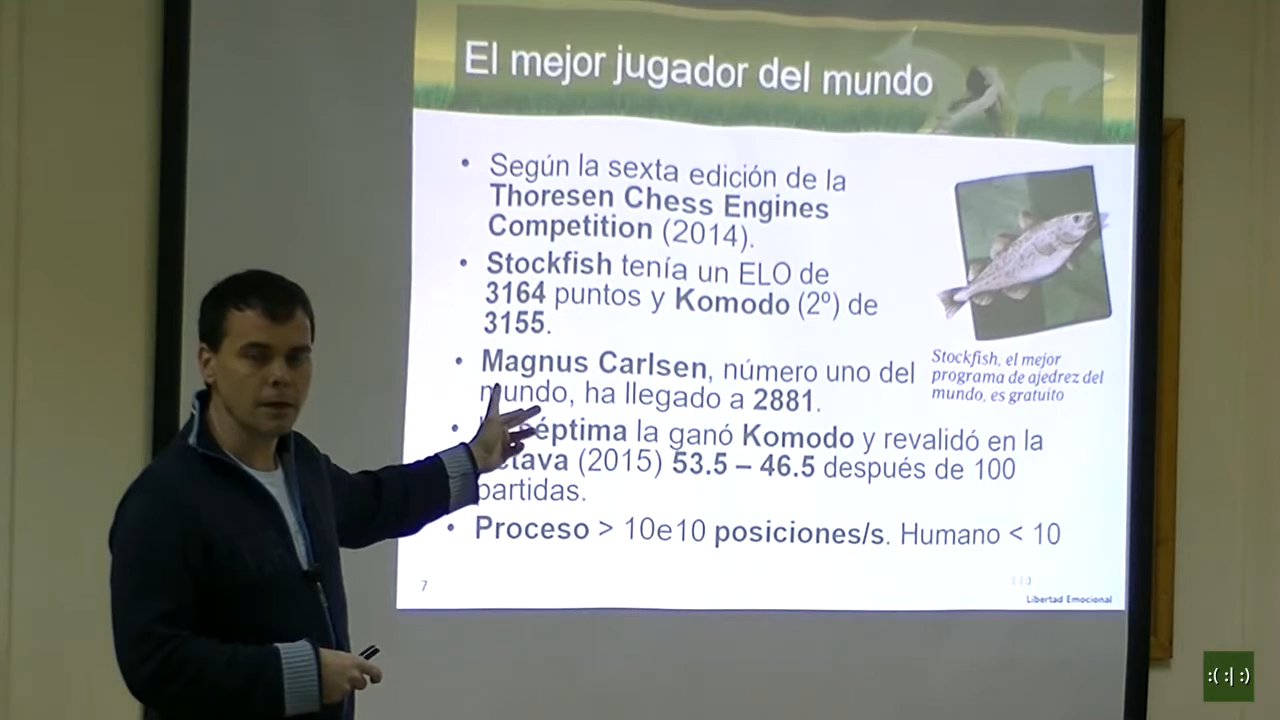 El mejor jugador del mundo
• Según la sexta edición de la
Thoresen Chess Engines
Competition (2014).
• Stockfish tenía un ELO de
3164 puntos y Komodo (2º) de
3155.
• Magnus Carlsen, número uno del
mundo, ha llegado a 2881.
• séptima la ganó Komodo y revalidó en la
octava (2015) 53.5 – 46.5 después de 100
partidas.
• Proceso > 10e10 posiciones/s. Humano < 10
Stockfish, el mejor
programa de ajedrez del
mundo, es gratuito
7
:(:|:)
Libertad Emocional
:( :| :)